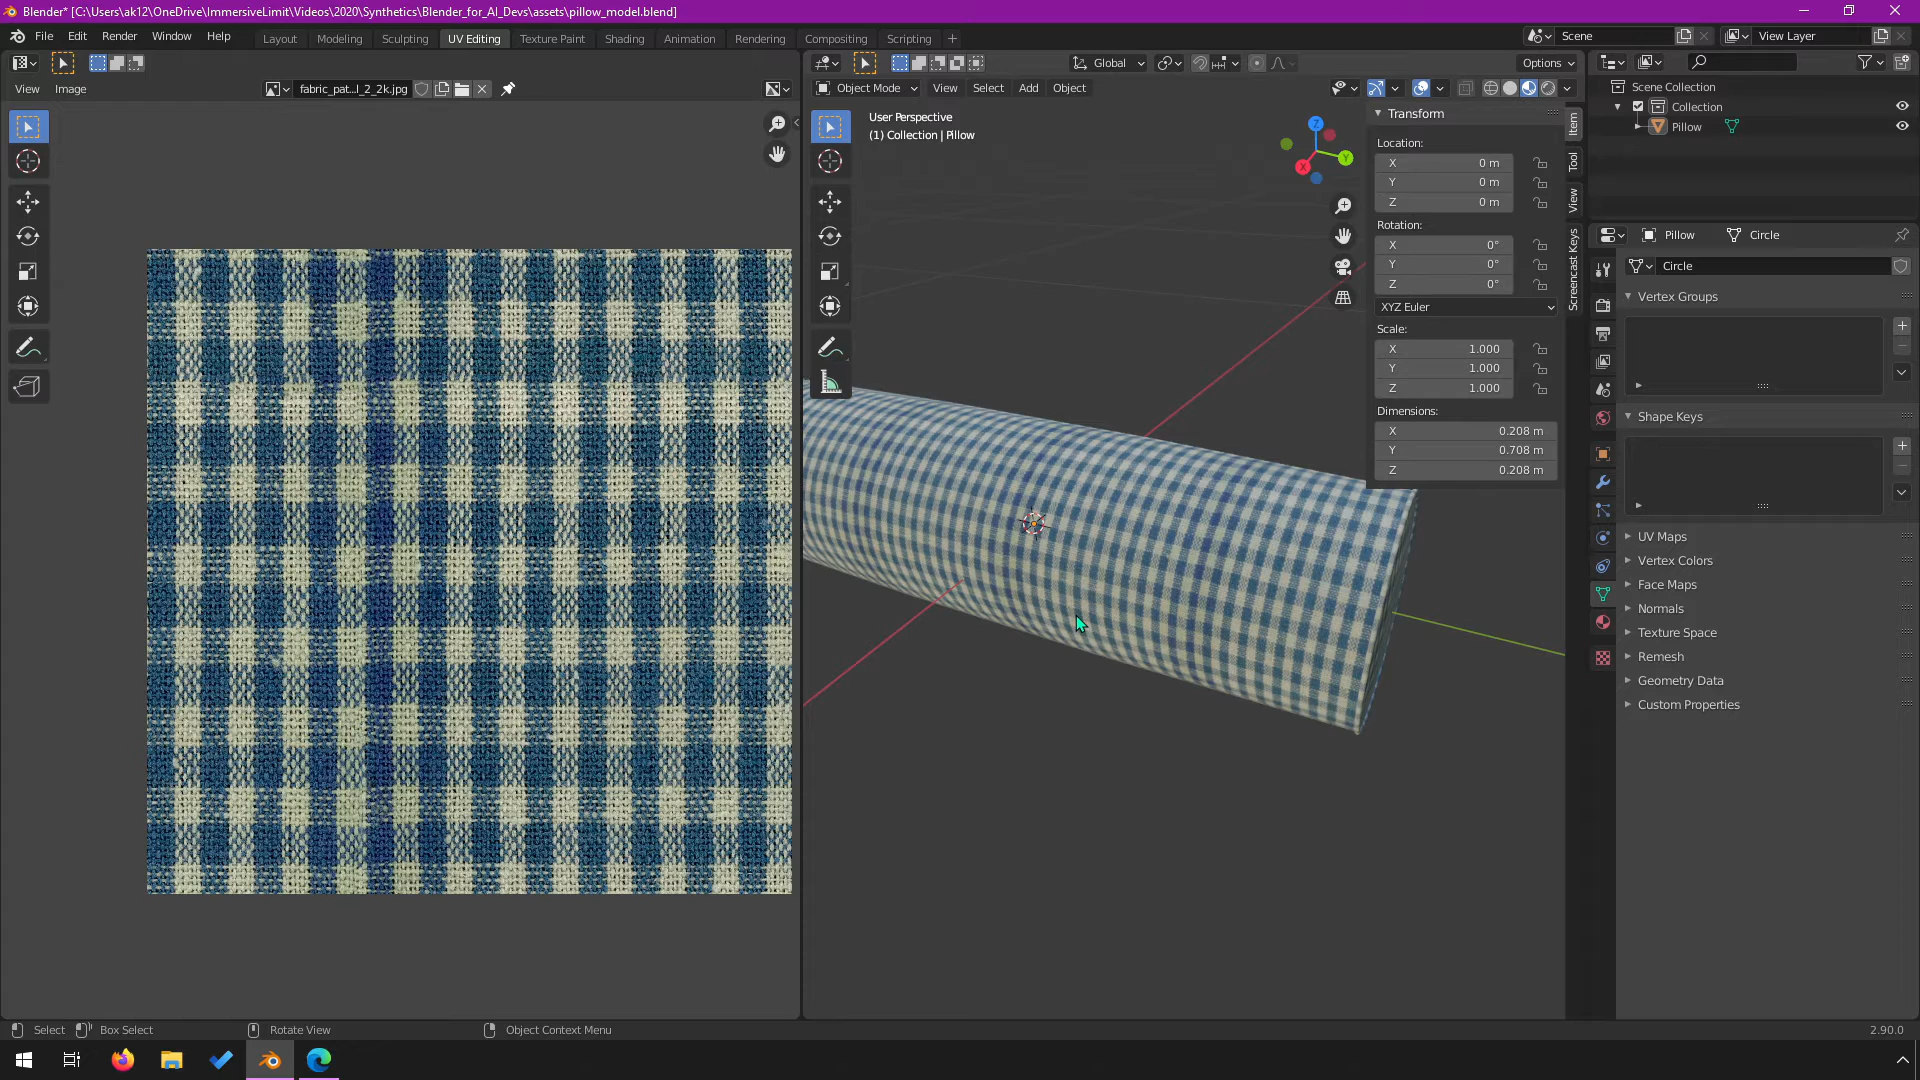 Blender* [C:\Users\ak12\OneDrive\ImmersiveLimit\Videos\2020\Synthetics\Blender_for_AI_Devs\assets\pillow_model.blend]
File Edit Render Window Help Layout Modeling Sculpting UV Editing Texture Paint Shading Animation Rendering Compositing Scripting Scene View Layer
Global Options
View Image fabric_pat...l_2_2k.jpg Object Mode View Select Add Object
Scene Collection
Collection
Pillow
User Perspective
(1) Collection | Pillow
Transform
Location:
X 0 m
Y 0 m
Z 0 m
Rotation:
X 0°
Y 0°
Z 0°
XYZ Euler
Scale:
X 1.000
Y 1.000
Z 1.000
Dimensions:
X 0.208 m
Y 0.708 m
Z 0.208 m
Item
Tool
View
Screencast Keys
X
Y
Z
Pillow Circle
Circle
Vertex Groups
Shape Keys
UV Maps
Vertex Colors
Face Maps
Normals
Texture Space
Remesh
Geometry Data
Custom Properties
Select Box Select Rotate View Object Context Menu 2.90.0